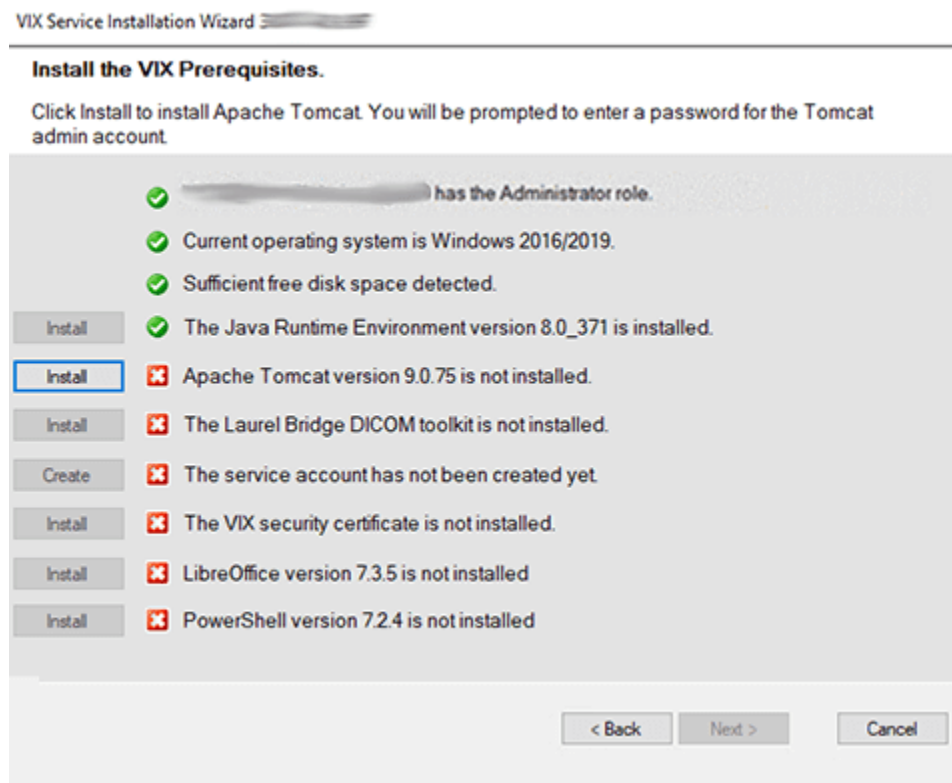 VIX Service Installation Wizard
Install the VIX Prerequisites.
Click Install to install Apache Tomcat. You will be prompted to enter a password for the Tomcat
admin account.
has the Administrator role.
Current operating system is Windows 2016/2019.
Sufficient free disk space detected.
Install The Java Runtime Environment version 8.0_371 is installed.
Install Apache Tomcat version 9.0.75 is not installed.
Install The Laurel Bridge DICOM toolkit is not installed.
Create The service account has not been created yet.
Install The VIX security certificate is not installed.
Install LibreOffice version 7.3.5 is not installed
Install PowerShell version 7.2.4 is not installed
< Back Next > Cancel